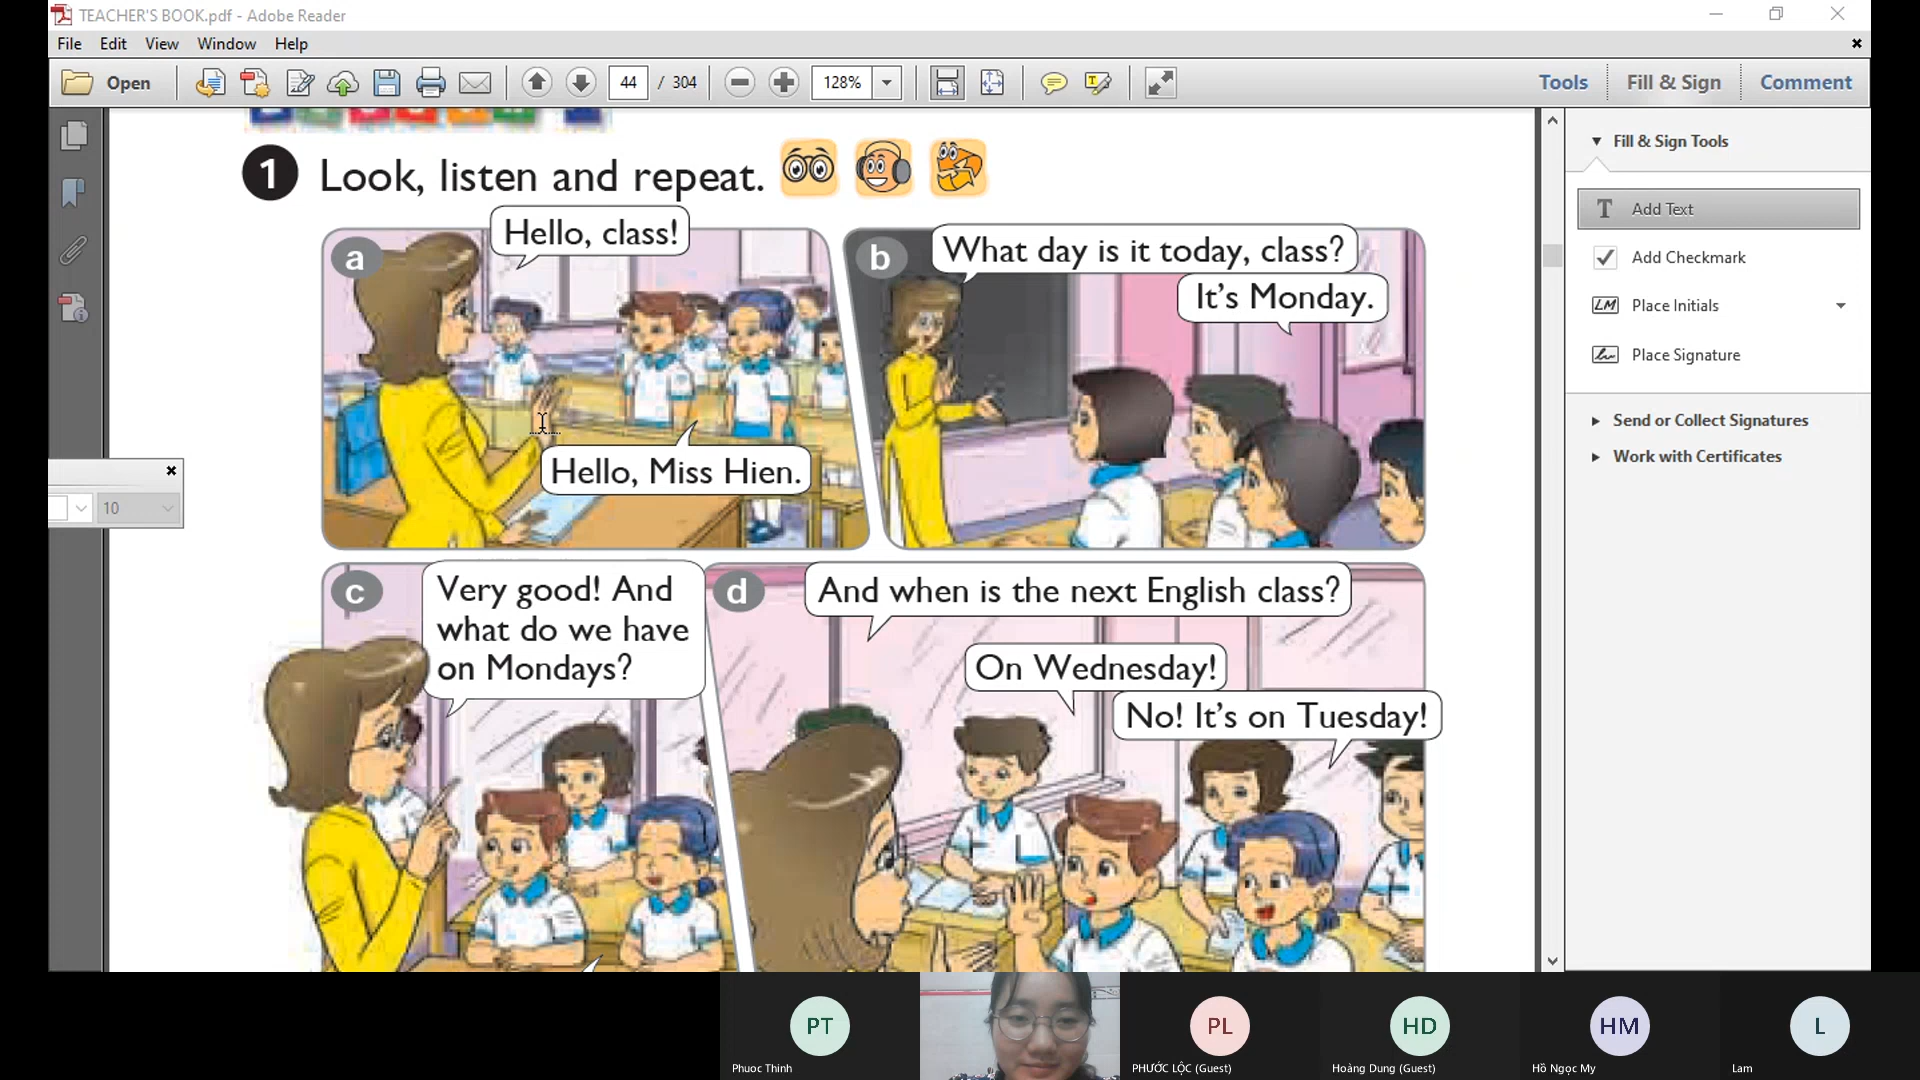 TEACHER'S BOOK.pdf - Adobe Reader
File Edit View Window Help
Open 44 / 304 128% Tools Fill & Sign Comment
1 Look, listen and repeat.
a
Hello, class!
Hello, Miss Hien.
b
What day is it today, class?
It's Monday.
c
Very good! And
what do we have
on Mondays?
d
And when is the next English class?
On Wednesday!
No! It's on Tuesday!
10
Fill & Sign Tools
T Add Text
Add Checkmark
LM Place Initials
Place Signature
Send or Collect Signatures
Work with Certificates
PT PL HD HM L
Phuoc Thinh PHƯỚC LỘC (Guest) Hoàng Dung (Guest) Hồ Ngọc My Lam